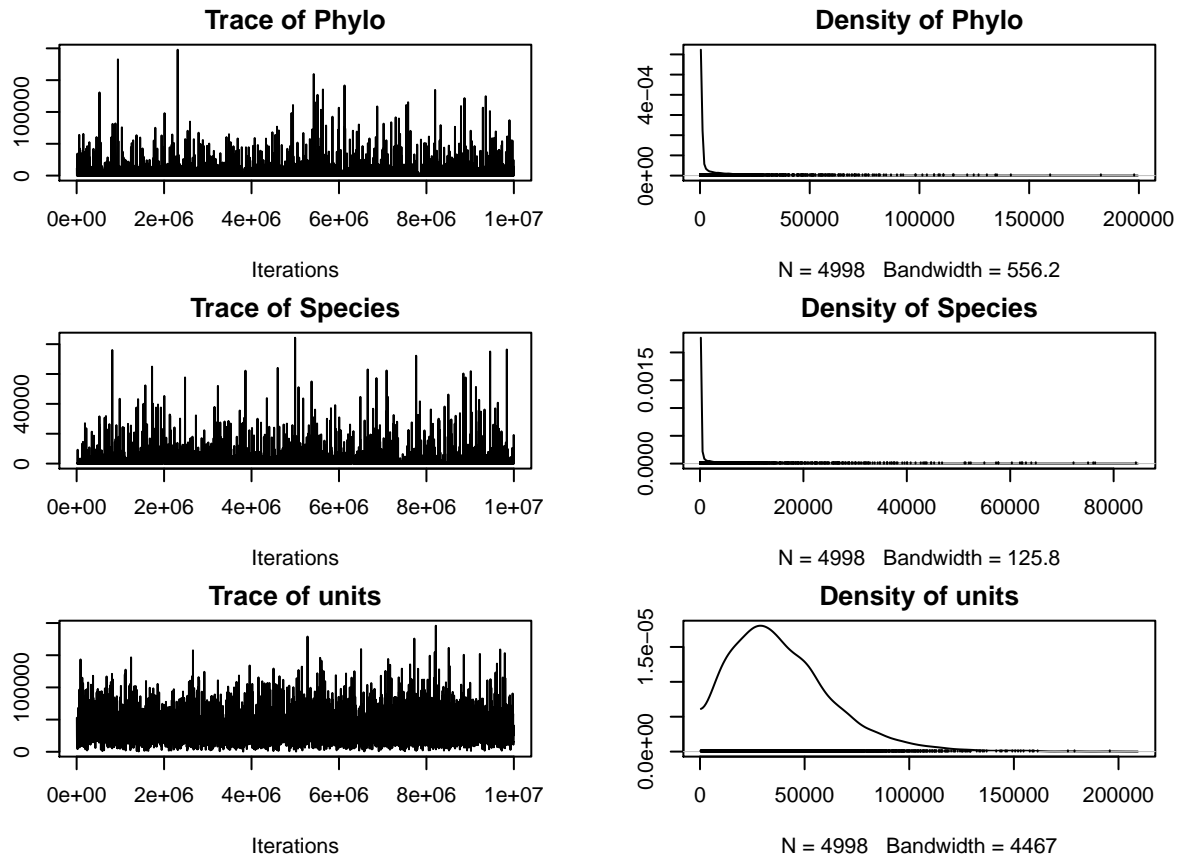 Trace of Phylo
0 100000
0e+00 2e+06 4e+06 6e+06 8e+06 1e+07
Iterations
Density of Phylo
0e+00 4e−04
0 50000 100000 150000 200000
N = 4998 Bandwidth = 556.2
Trace of Species
0 40000
0e+00 2e+06 4e+06 6e+06 8e+06 1e+07
Iterations
Density of Species
0.0000 0.0015
0 20000 40000 60000 80000
N = 4998 Bandwidth = 125.8
Trace of units
0 100000
0e+00 2e+06 4e+06 6e+06 8e+06 1e+07
Iterations
Density of units
0.0e+00 1.5e−05
0 50000 100000 150000 200000
N = 4998 Bandwidth = 4467